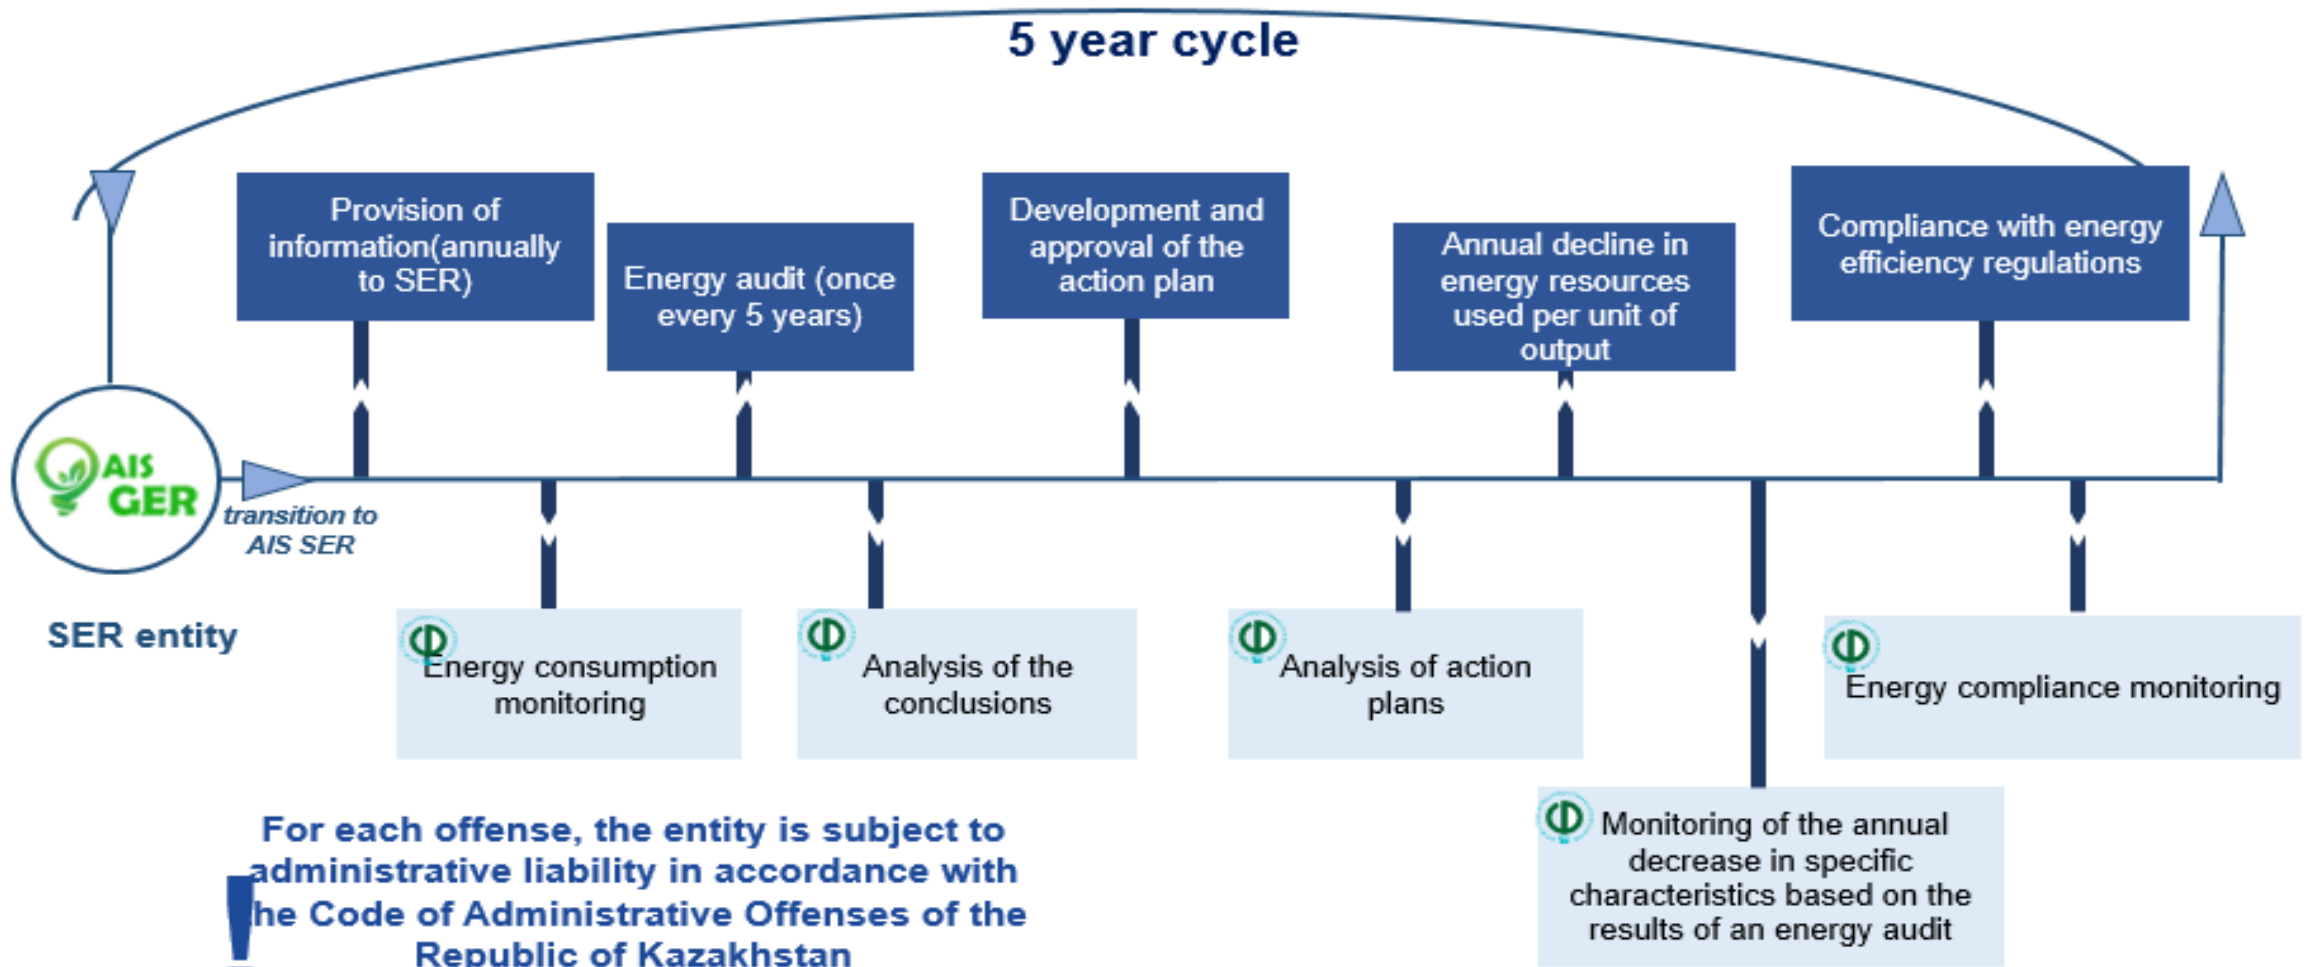 5 year cycle
Provision of
information(annually
to SER)
Energy audit (once
every 5 years)
Development and
approval of the
action plan
Annual decline in
energy resources
used per unit of
output
Compliance with energy
efficiency regulations
AIS
GER
transition to
AIS SER
SER entity
Energy consumption
monitoring
Analysis of the
conclusions
Analysis of action
plans
Energy compliance monitoring
Monitoring of the annual
decrease in specific
characteristics based on the
results of an energy audit
!
For each offense, the entity is subject to
administrative liability in accordance with
he Code of Administrative Offenses of the
Republic of Kazakhstan